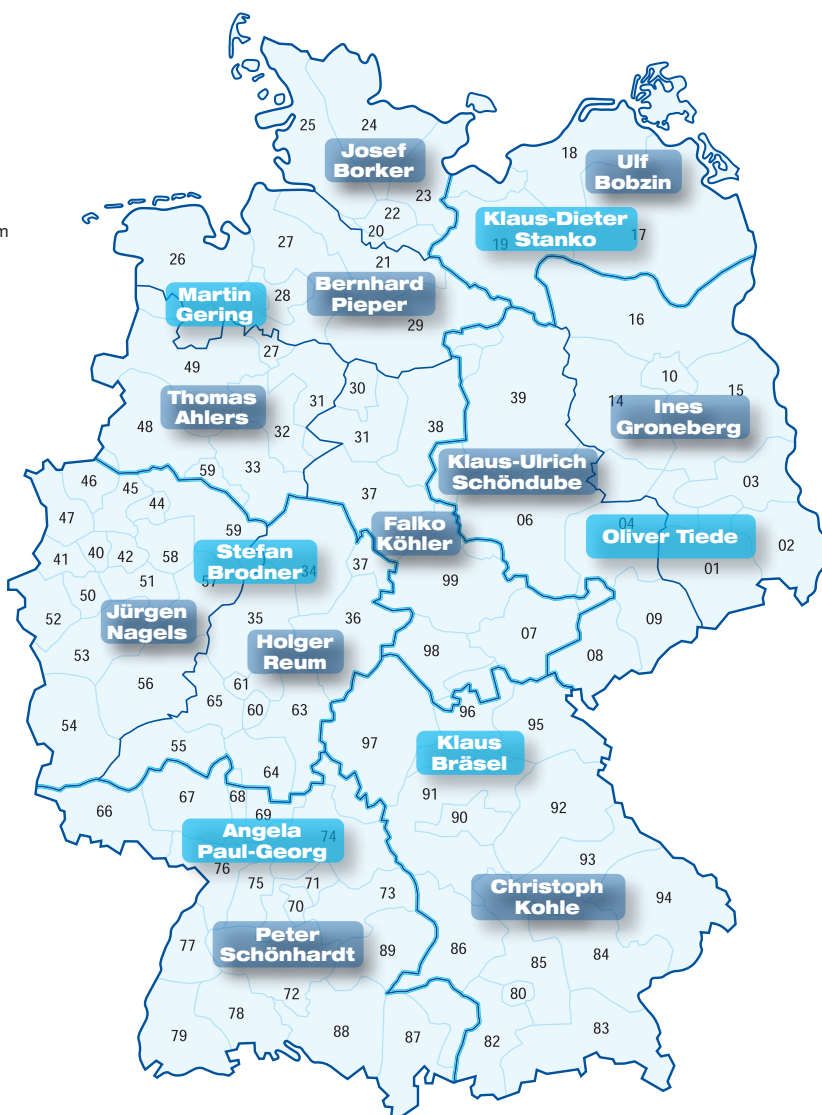 25
24
18
Josef
Borker
Ulf
Bobzin
23
22
20
Klaus-Dieter
Stanko
19
17
m
26
27
21
Martin
Gering
28
Bernhard
Pieper
29
16
27
49
10
15
30
39
14
Thomas
Ahlers
31
Ines
Groneberg
48
32
38
31
59
33
Klaus-Ulrich
Schöndube
03
46
45
44
47
37
06
04
59
Falko
Köhler
Oliver Tiede
02
41
40
42
58
Stefan
Brodner
57
34
37
99
01
51
50
52
Jürgen
Nagels
35
36
09
07
Holger
Reum
98
08
53
56
61
65
60
63
96
95
54
55
97
Klaus
Bräsel
64
66
67
68
69
91
90
92
Angela
Paul-Georg
74
76
93
75
71
73
70
Christoph
Kohle
94
77
Peter
Schönhardt
89
86
85
84
72
80
78
79
88
87
82
83